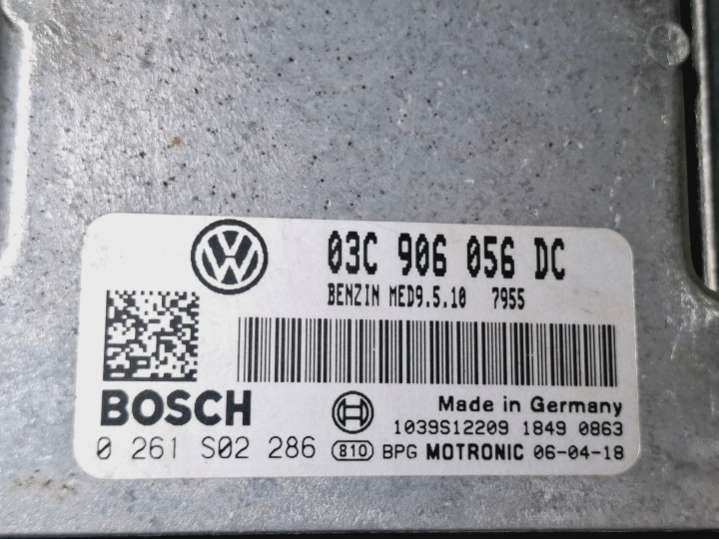 03C 906 056 DC
BENZIN MED9.5.10 7955
BOSCH
Made in Germany
1039S12209 1849 0863
0 261 S02 286 810 BPG MOTRONIC 06-04-18